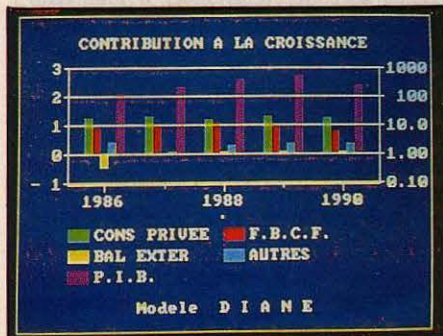 CONTRIBUTION A LA CROISSANCE
3 1000
2 100
1 10.0
0 1.00
- 1 0.10
1986 1988 1990
CONS PRIVEE F.B.C.F.
BAL EXTER AUTRES
P.I.B.
Modele D I A N E